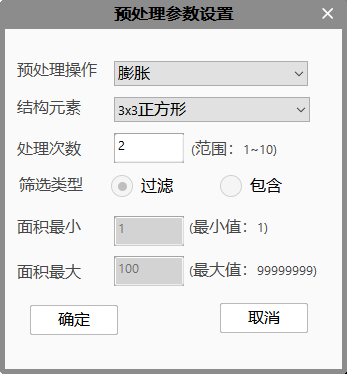 预处理参数设置
预处理操作 膨胀
结构元素 3x3正方形
处理次数 2 (范围：1~10)
筛选类型 过滤 包含
面积最小 1 (最小值：1)
面积最大 100 (最大值：99999999)
确定 取消